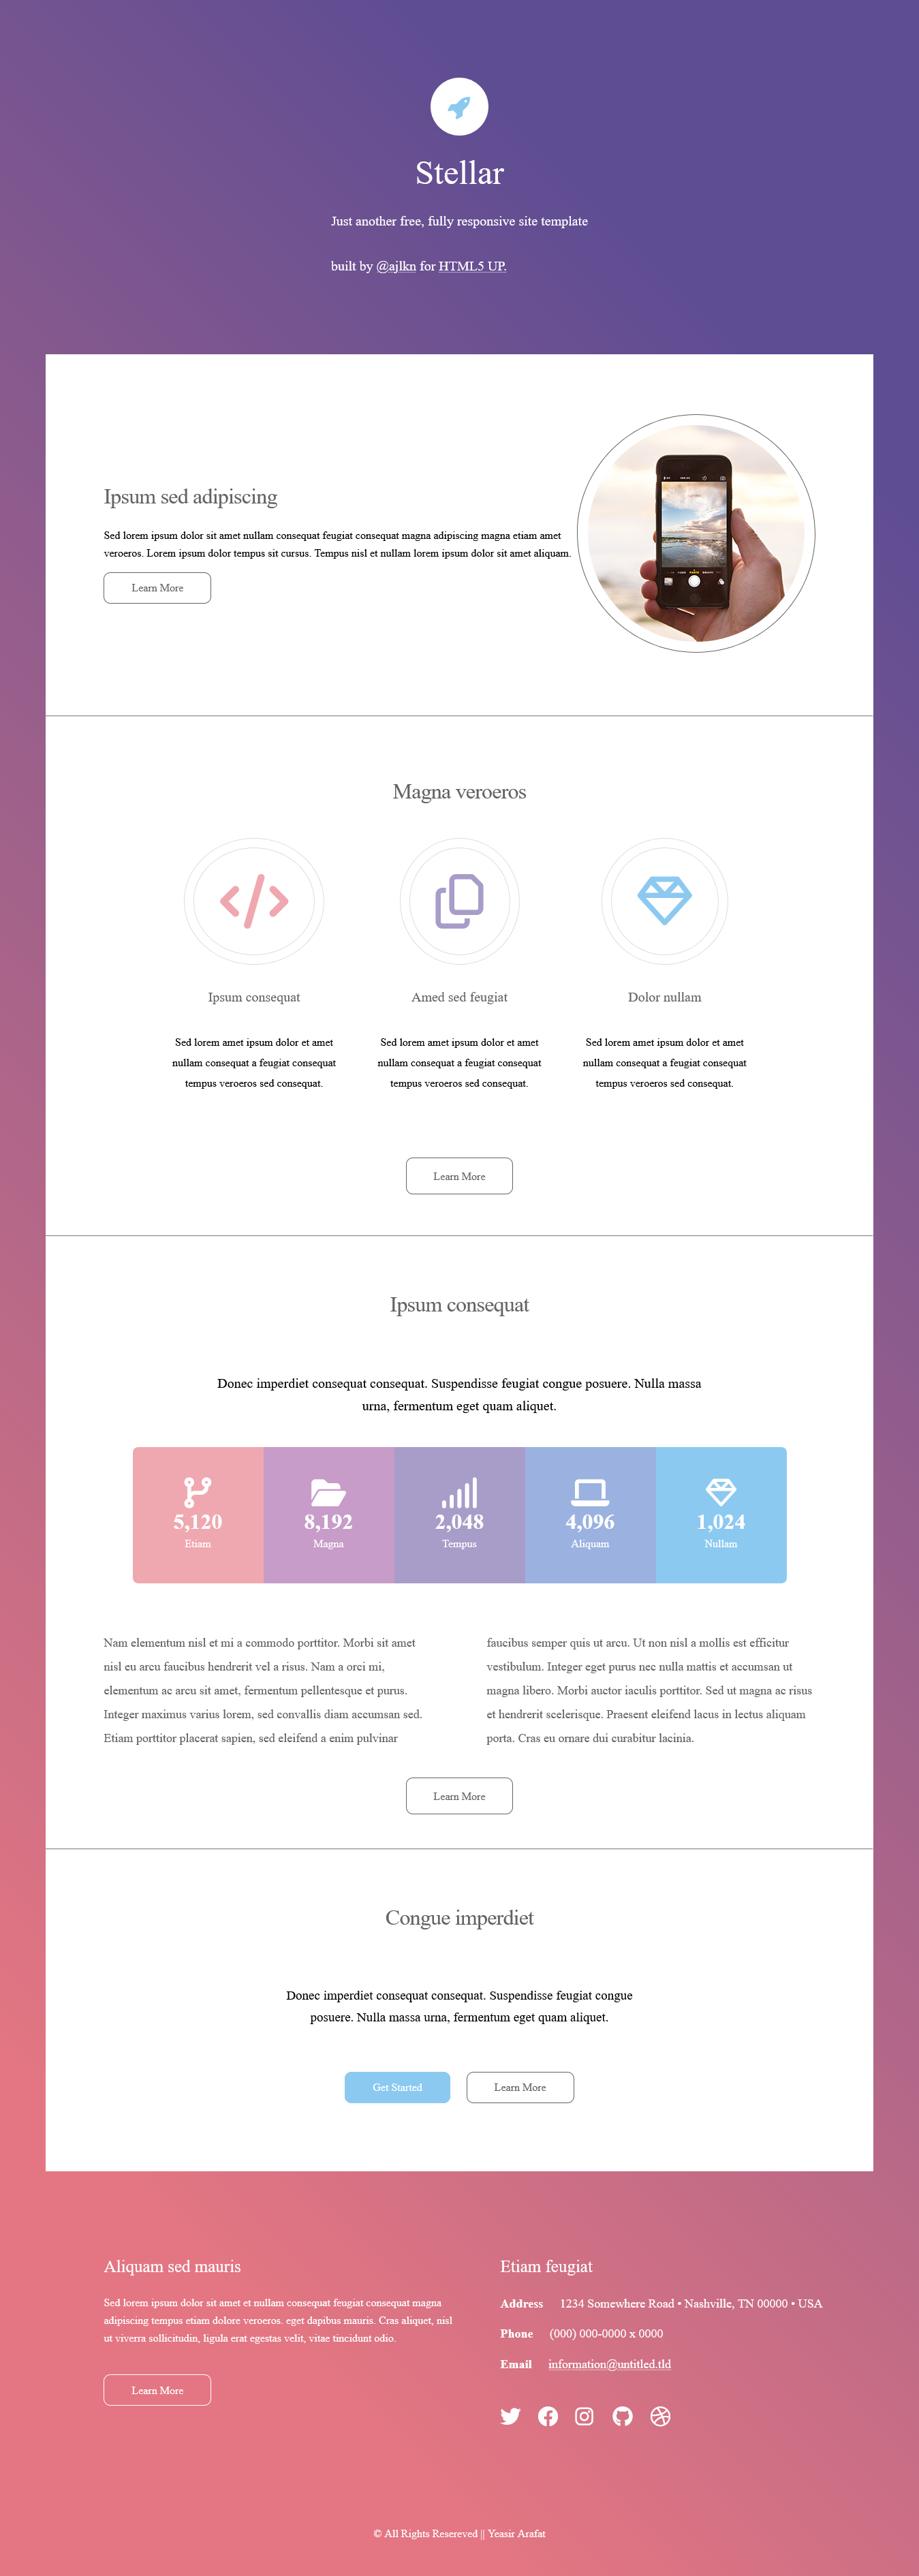 Stellar
Just another free, fully responsive site template
built by @ajlkn for HTML5 UP.
Ipsum sed adipiscing
Sed lorem ipsum dolor sit amet nullam consequat feugiat consequat magna adipiscing magna etiam amet
veroeros. Lorem ipsum dolor tempus sit cursus. Tempus nisl et nullam lorem ipsum dolor sit amet aliquam.
Learn More
Magna veroeros
Ipsum consequat
Sed lorem amet ipsum dolor et amet
nullam consequat a feugiat consequat
tempus veroeros sed consequat.
Amed sed feugiat
Sed lorem amet ipsum dolor et amet
nullam consequat a feugiat consequat
tempus veroeros sed consequat.
Dolor nullam
Sed lorem amet ipsum dolor et amet
nullam consequat a feugiat consequat
tempus veroeros sed consequat.
Learn More
Ipsum consequat
Donec imperdiet consequat consequat. Suspendisse feugiat congue posuere. Nulla massa
urna, fermentum eget quam aliquet.
5,120
Etiam
8,192
Magna
2,048
Tempus
4,096
Aliquam
1,024
Nullam
Nam elementum nisl et mi a commodo porttitor. Morbi sit amet
nisl eu arcu faucibus hendrerit vel a risus. Nam a orci mi,
elementum ac arcu sit amet, fermentum pellentesque et purus.
Integer maximus varius lorem, sed convallis diam accumsan sed.
Etiam porttitor placerat sapien, sed eleifend a enim pulvinar
faucibus semper quis ut arcu. Ut non nisl a mollis est efficitur
vestibulum. Integer eget purus nec nulla mattis et accumsan ut
magna libero. Morbi auctor iaculis porttitor. Sed ut magna ac risus
et hendrerit scelerisque. Praesent eleifend lacus in lectus aliquam
porta. Cras eu ornare dui curabitur lacinia.
Learn More
Congue imperdiet
Donec imperdiet consequat consequat. Suspendisse feugiat congue
posuere. Nulla massa urna, fermentum eget quam aliquet.
Get Started
Learn More
Aliquam sed mauris
Sed lorem ipsum dolor sit amet et nullam consequat feugiat consequat magna
adipiscing tempus etiam dolore veroeros. eget dapibus mauris. Cras aliquet, nisl
ut viverra sollicitudin, ligula erat egestas velit, vitae tincidunt odio.
Learn More
Etiam feugiat
Address 1234 Somewhere Road • Nashville, TN 00000 • USA
Phone (000) 000-0000 x 0000
Email information@untitled.tld
© All Rights Resereved || Yeasir Arafat